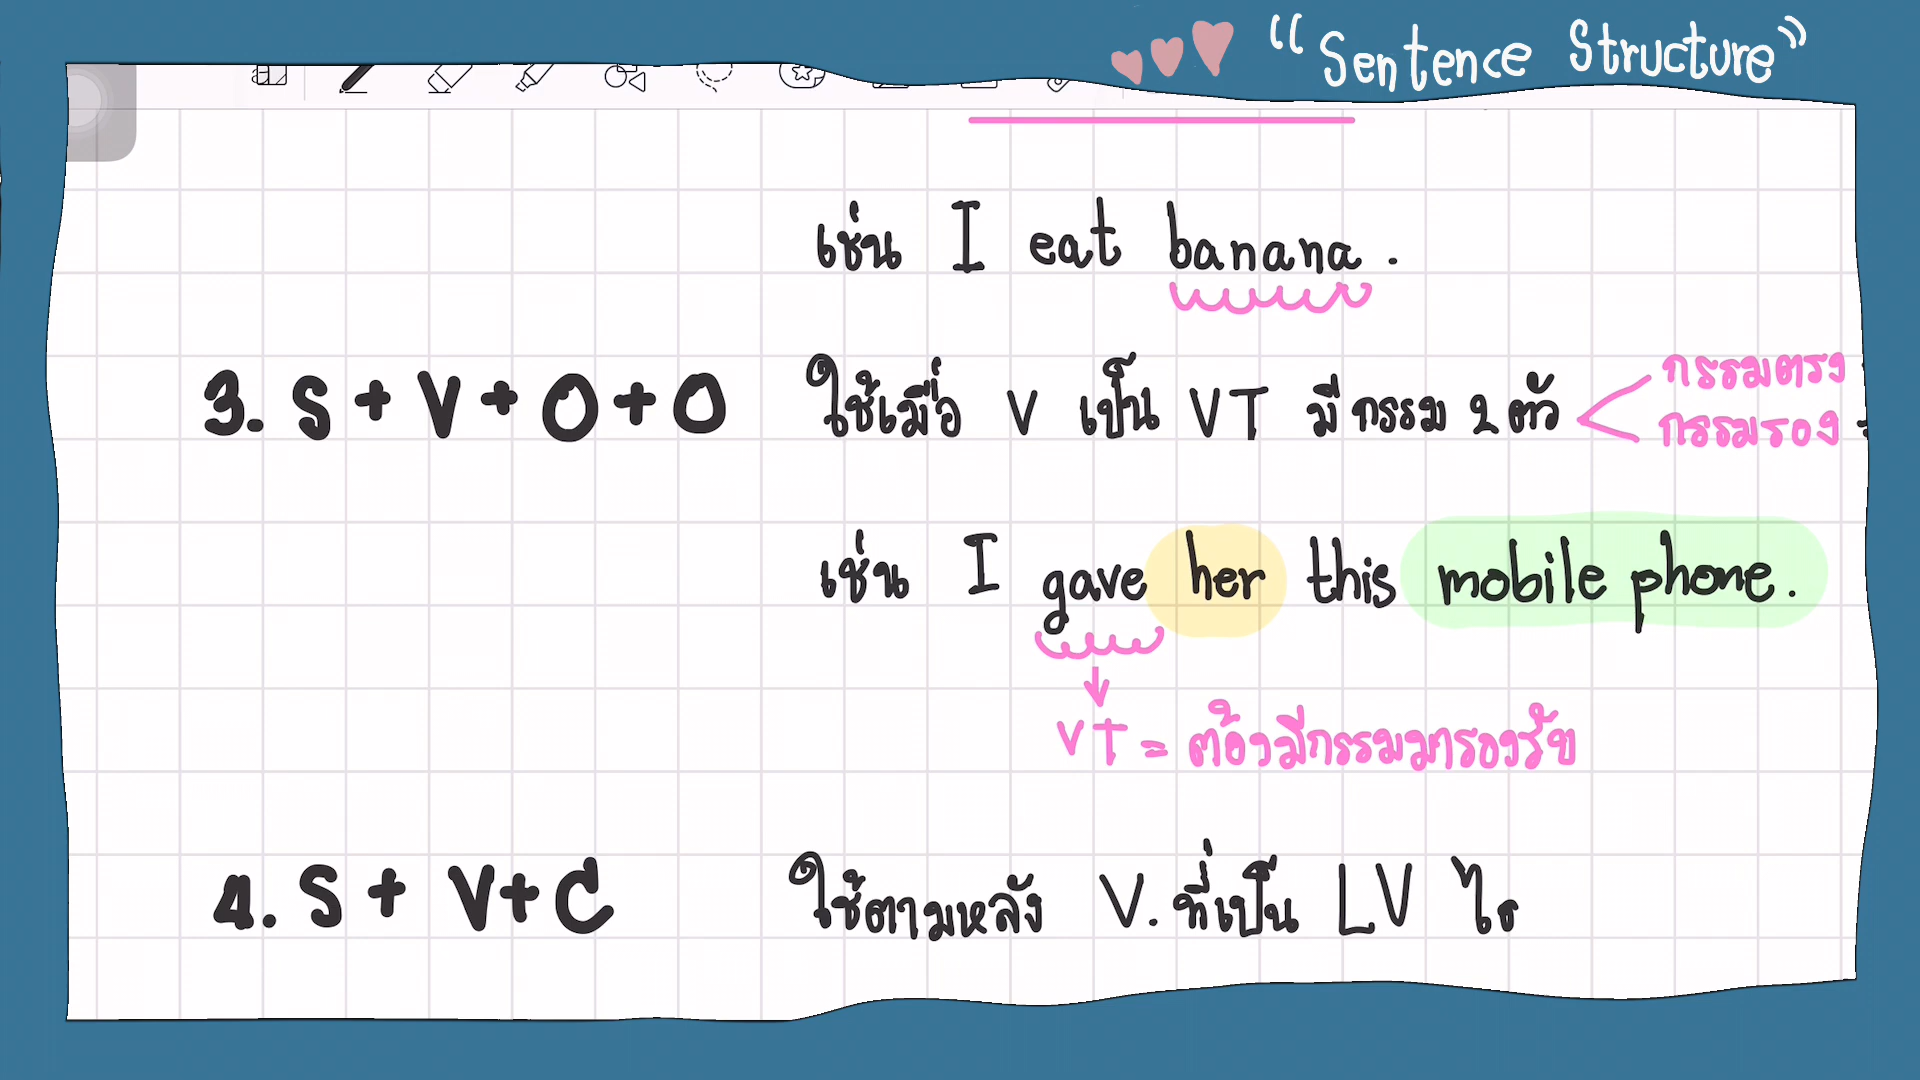 “Sentence Structure”
เช่น I eat banana.
3. S + V + O + O ใช้เมื่อ V เป็น VT มีกรรม 2 ตัว กรรมตรง
กรรมรอง
เช่น I gave her this mobile phone.
VT = ต้องมีกรรมมารองรับ
4. S + V + C ใช้ตามหลัง V. ที่เป็น LV